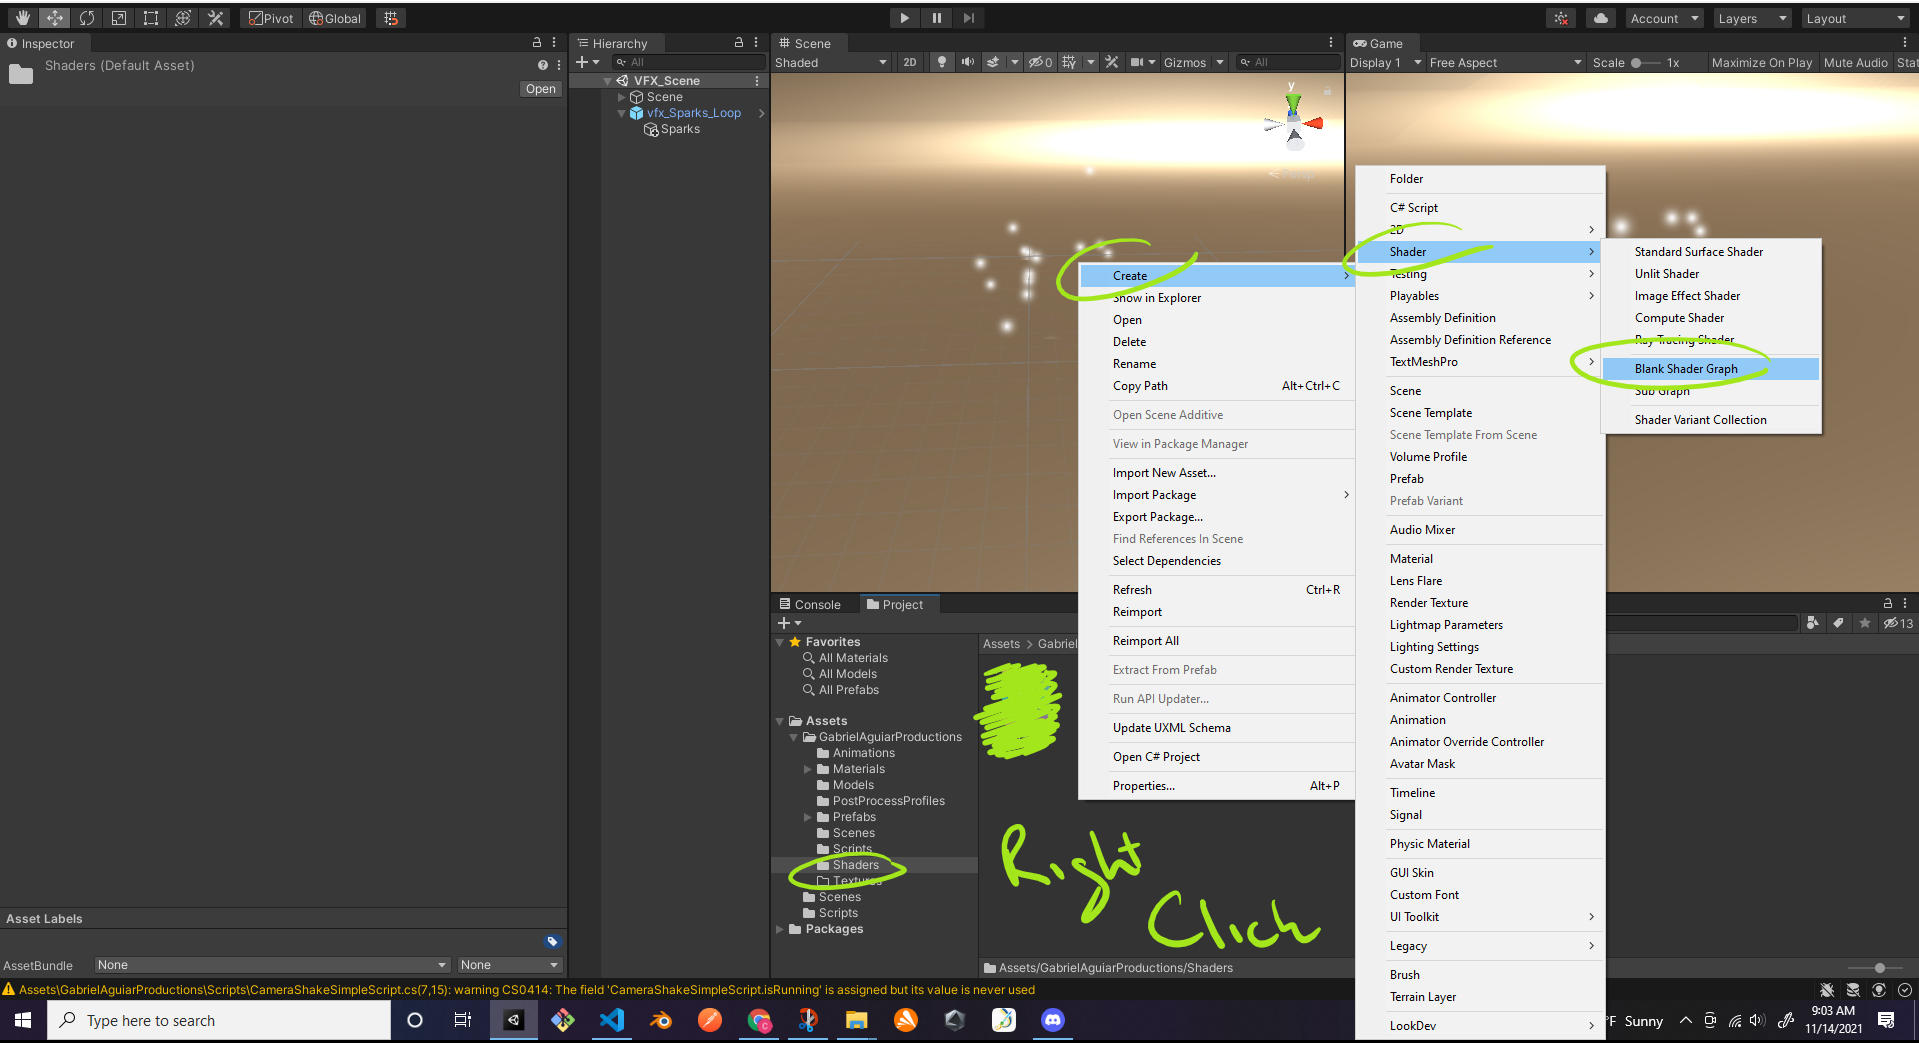 Pivot
Global
Account
Layers
Layout
Inspector
Shaders (Default Asset)
Open
Hierarchy
All
VFX_Scene
Scene
vfx_Sparks_Loop
Sparks
Scene
Shaded
2D
0
Gizmos
All
y
Persp
Game
Display 1
Free Aspect
Scale
1x
Maximize On Play
Mute Audio
Stat
Create
Show in Explorer
Open
Delete
Rename
Copy Path Alt+Ctrl+C
Open Scene Additive
View in Package Manager
Import New Asset...
Import Package
Export Package...
Find References In Scene
Select Dependencies
Refresh Ctrl+R
Reimport
Reimport All
Extract From Prefab
Run API Updater...
Update UXML Schema
Open C# Project
Properties... Alt+P
Folder
C# Script
2D
Shader
Testing
Playables
Assembly Definition
Assembly Definition Reference
TextMeshPro
Scene
Scene Template
Scene Template From Scene
Volume Profile
Prefab
Prefab Variant
Audio Mixer
Material
Lens Flare
Render Texture
Lightmap Parameters
Lighting Settings
Custom Render Texture
Animator Controller
Animation
Animator Override Controller
Avatar Mask
Timeline
Signal
Physic Material
GUI Skin
Custom Font
UI Toolkit
Legacy
Brush
Terrain Layer
LookDev
Standard Surface Shader
Unlit Shader
Image Effect Shader
Compute Shader
Ray Tracing Shader
Blank Shader Graph
Sub Graph
Shader Variant Collection
Console
Project
13
Favorites
All Materials
All Models
All Prefabs
Assets
GabrielAguiarProductions
Animations
Materials
Models
PostProcessProfiles
Prefabs
Scenes
Scripts
Shaders
Textures
Scenes
Scripts
Packages
Assets > Gabriel
Right
Click
Assets/GabrielAguiarProductions/Shaders
Asset Labels
AssetBundle
None
None
Assets\GabrielAguiarProductions\Scripts\CameraShakeSimpleScript.cs(7,15): warning CS0414: The field 'CameraShakeSimpleScript.isRunning' is assigned but its value is never used
Type here to search
°F Sunny
9:03 AM
11/14/2021